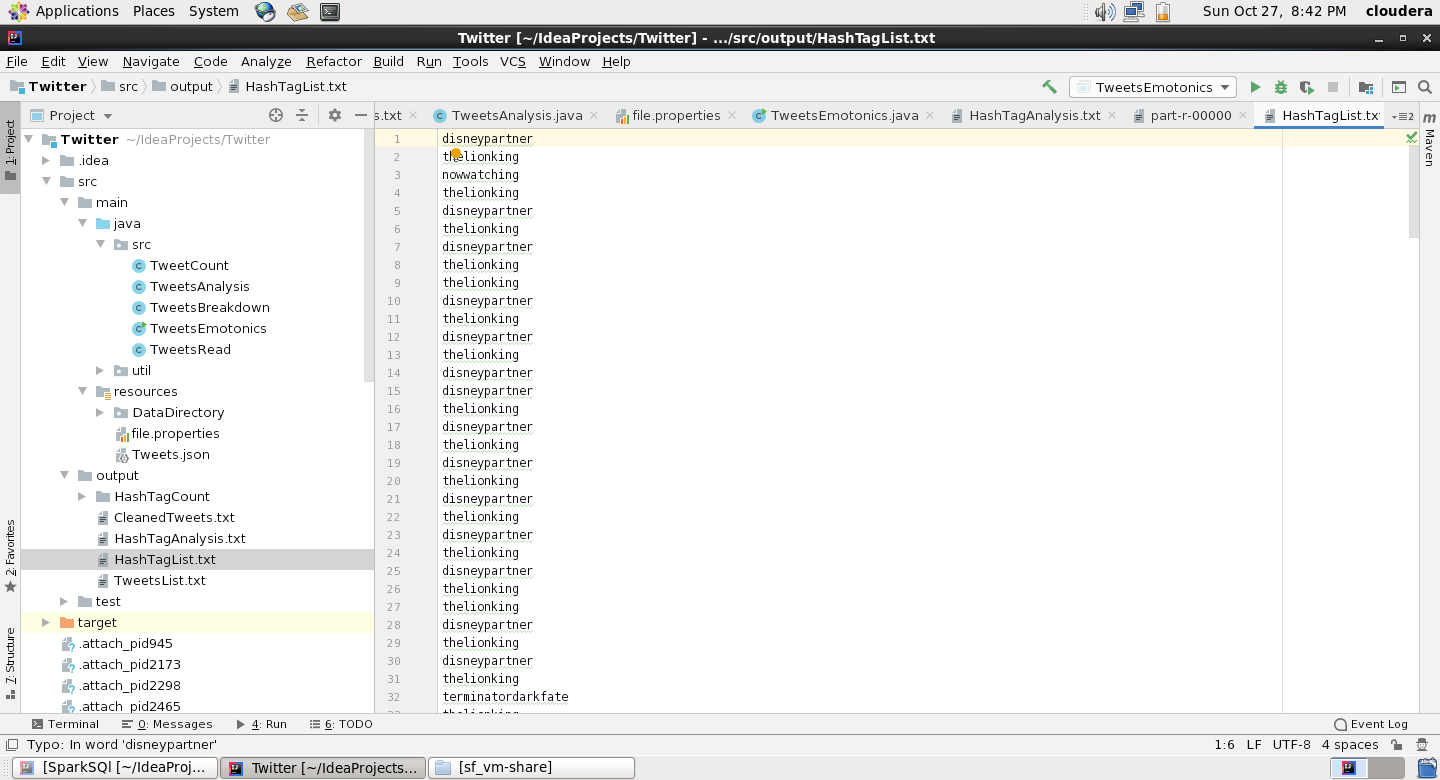 Applications Places System
Sun Oct 27, 8:42 PM cloudera
Twitter [~/IdeaProjects/Twitter] - .../src/output/HashTagList.txt
File Edit View Navigate Code Analyze Refactor Build Run Tools VCS Window Help
Twitter src output HashTagList.txt
TweetsEmotonics
Project
s.txt TweetsAnalysis.java file.properties TweetsEmotonics.java HashTagAnalysis.txt part-r-00000 HashTagList.tx
2
1: Project
2: Favorites
7: Structure
m Maven
Twitter ~/IdeaProjects/Twitter
.idea
src
main
java
src
TweetCount
TweetsAnalysis
TweetsBreakdown
TweetsEmotonics
TweetsRead
util
resources
DataDirectory
file.properties
Tweets.json
output
HashTagCount
CleanedTweets.txt
HashTagAnalysis.txt
HashTagList.txt
TweetsList.txt
test
target
.attach_pid945
.attach_pid2173
.attach_pid2298
.attach_pid2465
1 disneypartner
2 thelionking
3 nowwatching
4 thelionking
5 disneypartner
6 thelionking
7 disneypartner
8 thelionking
9 thelionking
10 disneypartner
11 thelionking
12 disneypartner
13 thelionking
14 disneypartner
15 disneypartner
16 thelionking
17 disneypartner
18 thelionking
19 disneypartner
20 thelionking
21 disneypartner
22 thelionking
23 disneypartner
24 thelionking
25 disneypartner
26 thelionking
27 thelionking
28 disneypartner
29 thelionking
30 disneypartner
31 thelionking
32 terminatordarkfate
Terminal 0: Messages 4: Run 6: TODO
Event Log
Typo: In word 'disneypartner'
1:6 LF UTF-8 4 spaces
[SparkSQl [~/IdeaProj... Twitter [~/IdeaProjects... [sf_vm-share]